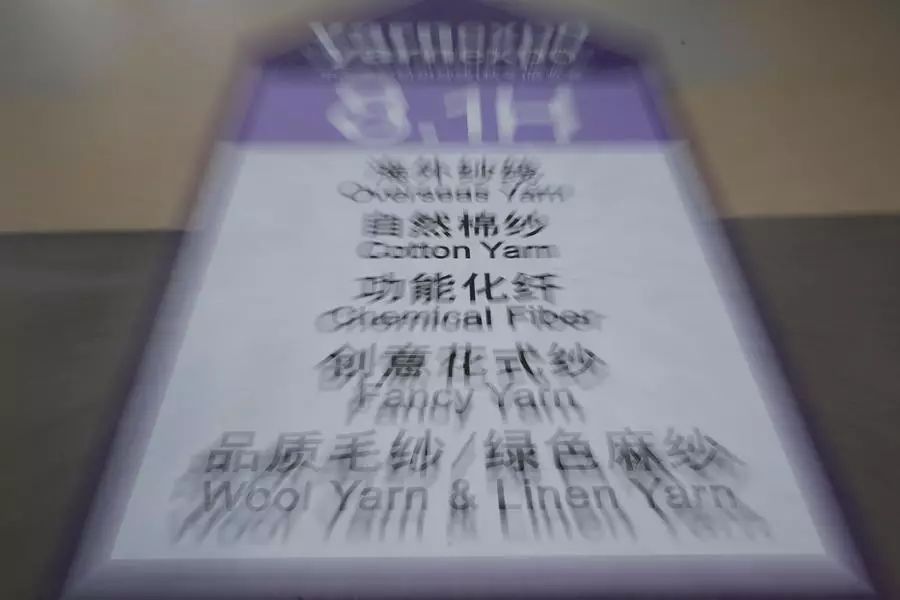 yarnexpo
8.1H
海外纱线
Overseas Yarn
自然棉纱
Cotton Yarn
功能化纤
Chemical Fiber
创意花式纱
Fancy Yarn
品质毛纱/绿色麻纱
Wool Yarn & Linen Yarn